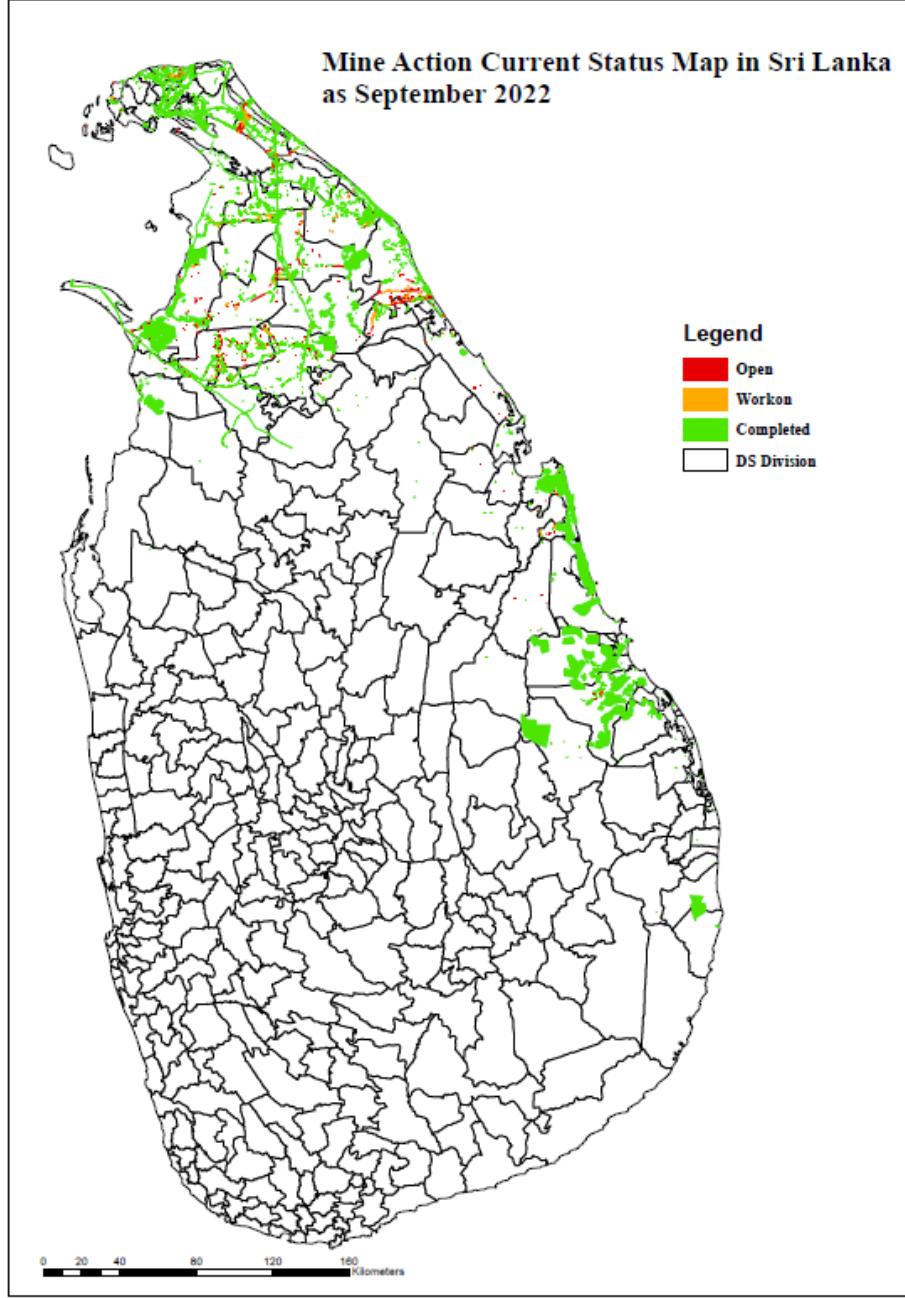 Mine Action Current Status Map in Sri Lanka
as September 2022
Legend
Open
Workon
Completed
DS Division
0 20 40 80 120 160
Kilometers